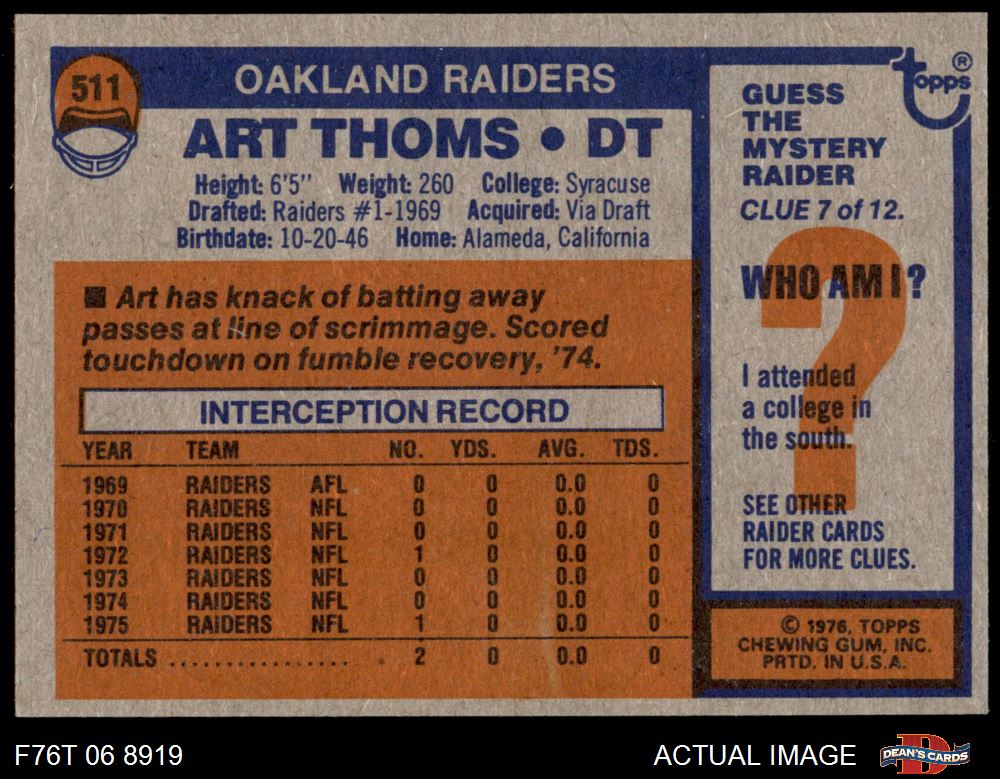 511
OAKLAND RAIDERS
ART THOMS • DT
Height: 6'5" Weight: 260 College: Syracuse
Drafted: Raiders #1-1969 Acquired: Via Draft
Birthdate: 10-20-46 Home: Alameda, California
■ Art has knack of batting away
passes at line of scrimmage. Scored
touchdown on fumble recovery, '74.
INTERCEPTION RECORD
YEAR TEAM NO. YDS. AVG. TDS.
1969 RAIDERS AFL 0 0 0.0 0
1970 RAIDERS NFL 0 0 0.0 0
1971 RAIDERS NFL 0 0 0.0 0
1972 RAIDERS NFL 1 0 0.0 0
1973 RAIDERS NFL 0 0 0.0 0
1974 RAIDERS NFL 0 0 0.0 0
1975 RAIDERS NFL 1 0 0.0 0
TOTALS .................. 2 0 0.0 0
topps ®
GUESS
THE
MYSTERY
RAIDER
CLUE 7 of 12.
?
WHO AM I?
I attended
a college in
the south.
SEE OTHER
RAIDER CARDS
FOR MORE CLUES.
© 1976, TOPPS
CHEWING GUM, INC.
PRTD. IN U.S.A.
F76T 06 8919
ACTUAL IMAGE
D
DEAN'S CARDS